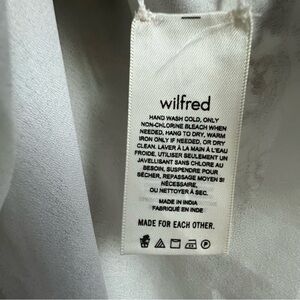 wilfred
HAND WASH COLD, ONLY
NON-CHLORINE BLEACH WHEN
NEEDED, HANG TO DRY, WARM
IRON ONLY IF NEEDED, OR DRY
CLEAN. LAVER À LA MAIN À L'EAU
FROIDE, UTILISER SEULEMENT UN
JAVELLISANT SANS CHLORE AU
BESOIN, SUSPENDRE POUR
SÉCHER, REPASSAGE MOYEN SI
NÉCESSAIRE,
OU NETTOYER À SEC.
MADE IN INDIA
FABRIQUÉ EN INDE
MADE FOR EACH OTHER.